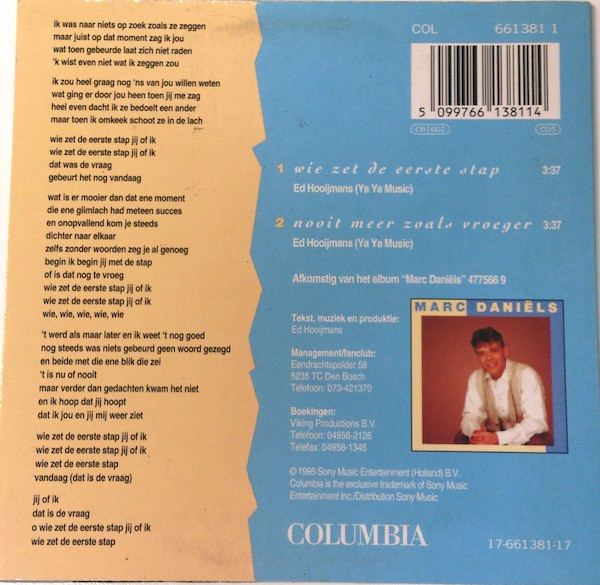 ik was naar niets op zoek zoals ze zeggen
maar juist op dat moment zag ik jou
wat toen gebeurde laat zich niet raden
'k wist even niet wat ik zeggen zou
ik zou heel graag nog 'ns van jou willen weten
wat ging er door jou heen toen jij me zag
heel even dacht ik ze bedoelt een ander
maar toen ik omkeek schoot ze in de lach
wie zet de eerste stap jij of ik
wie zet de eerste stap jij of ik
dat was de vraag
gebeurt het nog vandaag
wat is er mooier dan dat ene moment
die ene glimlach had meteen succes
en onopvallend kom je steeds
dichter naar elkaar
zelfs zonder woorden zeg je al genoeg
begin ik begin jij met de stap
of is dat nog te vroeg
wie zet de eerste stap jij of ik
wie zet de eerste stap jij of ik
wie, wie, wie, wie, wie
't werd als maar later en ik weet 't nog goed
nog steeds was niets gebeurd geen woord gezegd
en beide met die ene blik die zei
't is nu of nooit
maar verder dan gedachten kwam het niet
en ik hoop dat jij hoopt
dat ik jou en jij mij weer ziet
wie zet de eerste stap jij of ik
wie zet de eerste stap jij of ik
wie zet de eerste stap
vandaag (dat is de vraag)
jij of ik
dat is de vraag
o wie zet de eerste stap jij of ik
wie zet de eerste stap
COL 661381 1
5 099766 138114
CB 602
1 wie zet de eerste stap 3:37
Ed Hooijmans (Ya Ya Music)
2 nooit meer zoals vroeger 3:37
Ed Hooijmans (Ya Ya Music)
Afkomstig van het album "Marc Daniëls" 477566 9
Tekst, muziek en produktie:
Ed Hooijmans
Management/fanclub:
Eendrachtspolder 58
5235 TC Den Bosch
Telefoon: 073-421370
Boekingen:
Viking Productions B.V.
Telefoon: 04956-2126
Telefax: 04956-1346
MARC DANIËLS
© 1995 Sony Music Entertainment (Holland) B.V.
Columbia is the exclusive trademark of Sony Music
Entertainment Inc./Distribution Sony Music
COLUMBIA
17-661381-17